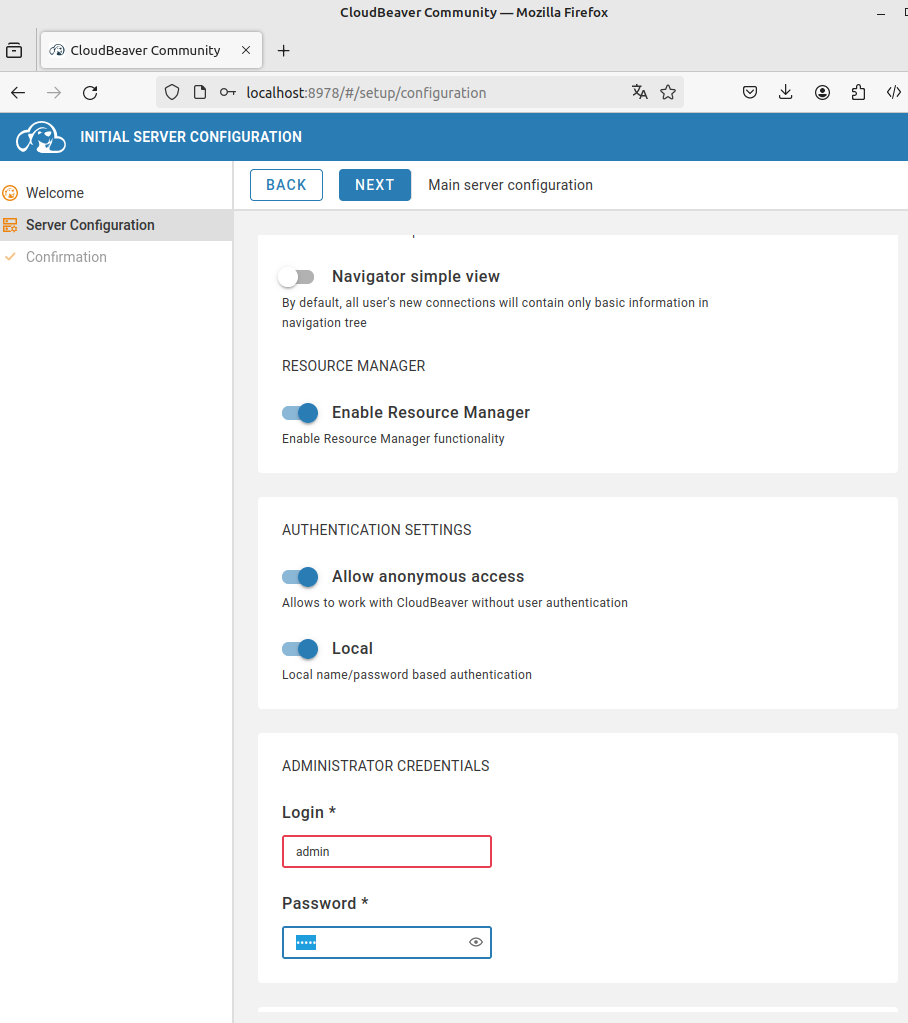 CloudBeaver Community — Mozilla Firefox
CloudBeaver Community
localhost:8978/#/setup/configuration
INITIAL SERVER CONFIGURATION
Welcome
Server Configuration
Confirmation
BACK
NEXT
Main server configuration
Navigator simple view
By default, all user's new connections will contain only basic information in
navigation tree
RESOURCE MANAGER
Enable Resource Manager
Enable Resource Manager functionality
AUTHENTICATION SETTINGS
Allow anonymous access
Allows to work with CloudBeaver without user authentication
Local
Local name/password based authentication
ADMINISTRATOR CREDENTIALS
Login *
admin
Password *
•••••